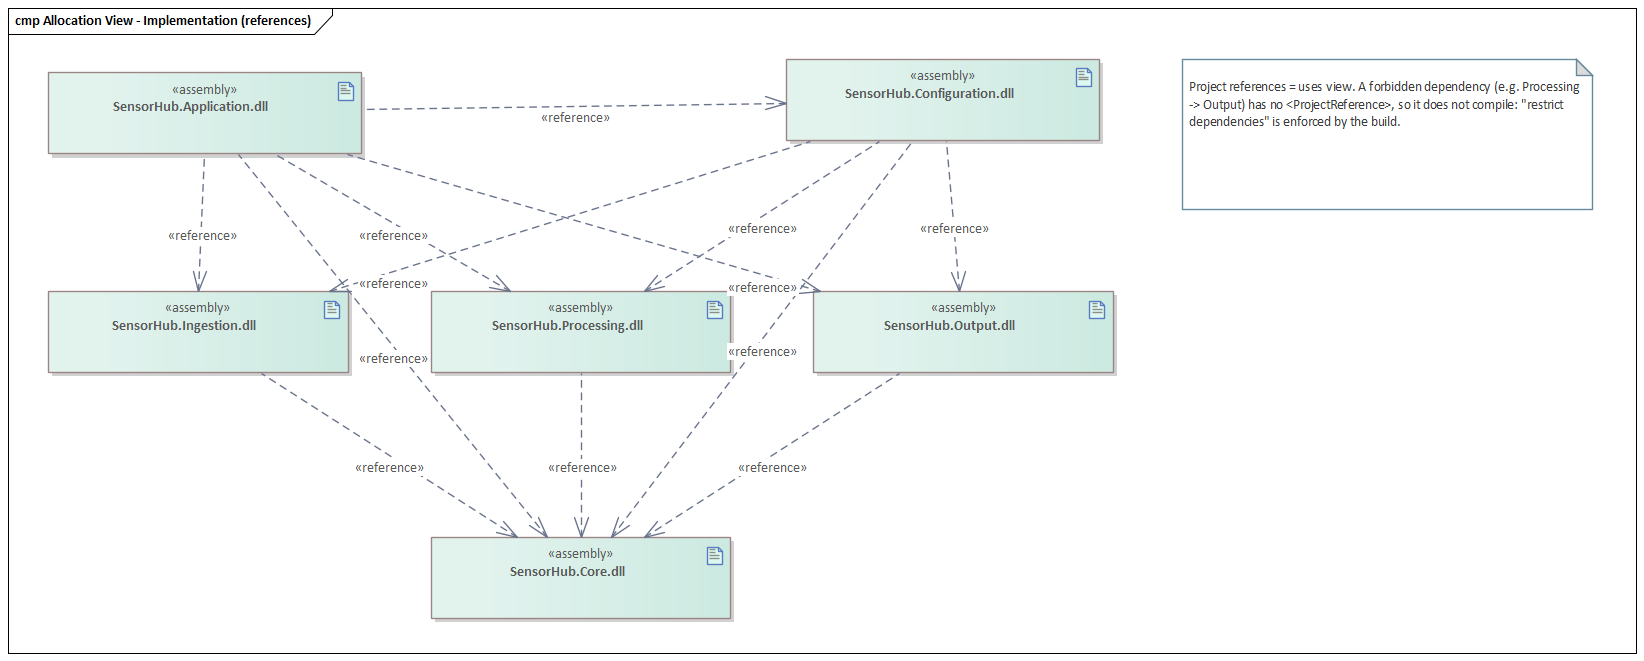 cmp Allocation View - Implementation (references)
«assembly»
SensorHub.Application.dll
«assembly»
SensorHub.Configuration.dll
Project references = uses view. A forbidden dependency (e.g. Processing
-> Output) has no <ProjectReference>, so it does not compile: "restrict
dependencies" is enforced by the build.
«reference»
«reference»
«reference»
«reference»
«reference»
«reference»
«reference»
«assembly»
SensorHub.Ingestion.dll
«assembly»
SensorHub.Processing.dll
«assembly»
SensorHub.Output.dll
«reference»
«reference»
«reference»
«reference»
«reference»
«assembly»
SensorHub.Core.dll